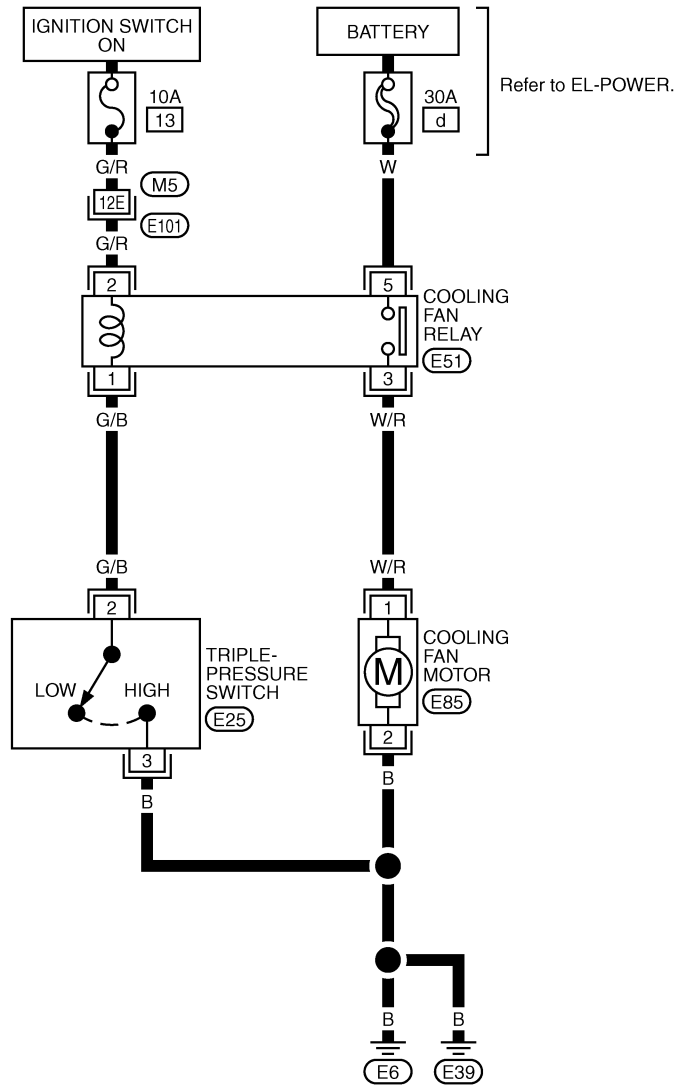 IGNITION SWITCH
ON
BATTERY
Refer to EL-POWER.
10A
13
30A
d
G/R
W
M5
12E
E101
G/R
2
5
COOLING
FAN
RELAY
E51
1
3
G/B
W/R
G/B
W/R
2
1
TRIPLE-
PRESSURE
SWITCH
E25
LOW
HIGH
COOLING
FAN
MOTOR
E85
M
2
3
B
B
B
B
E6
E39